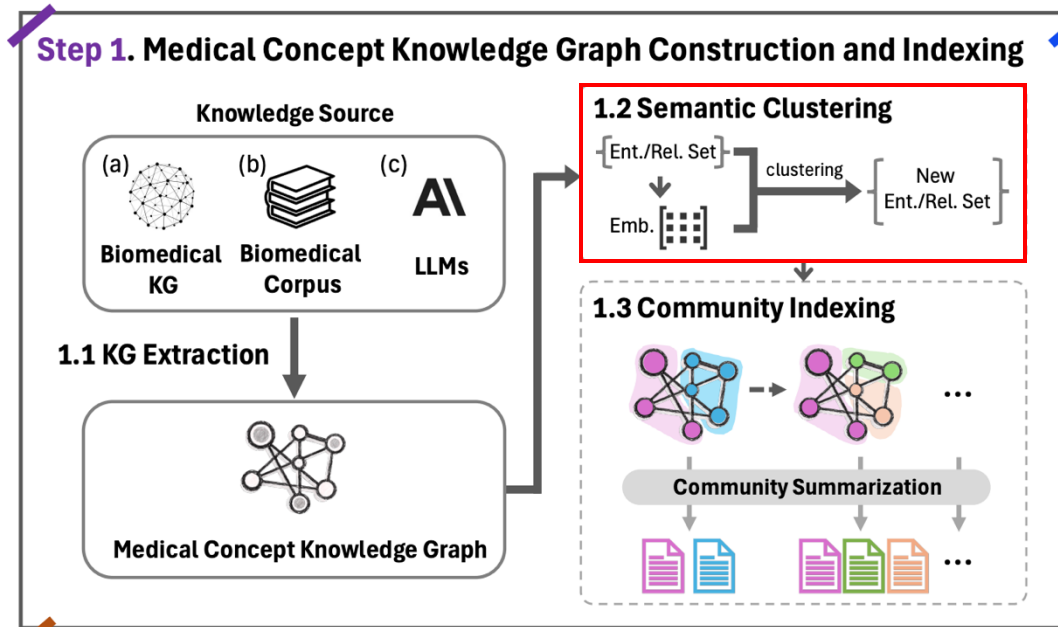 Step 1. Medical Concept Knowledge Graph Construction and Indexing
Knowledge Source
(a)
(b)
(c)
Biomedical
KG
Biomedical
Corpus
LLMs
1.1 KG Extraction
Medical Concept Knowledge Graph
1.2 Semantic Clustering
Ent./Rel. Set
clustering
New
Ent./Rel. Set
Emb.
1.3 Community Indexing
...
Community Summarization
...